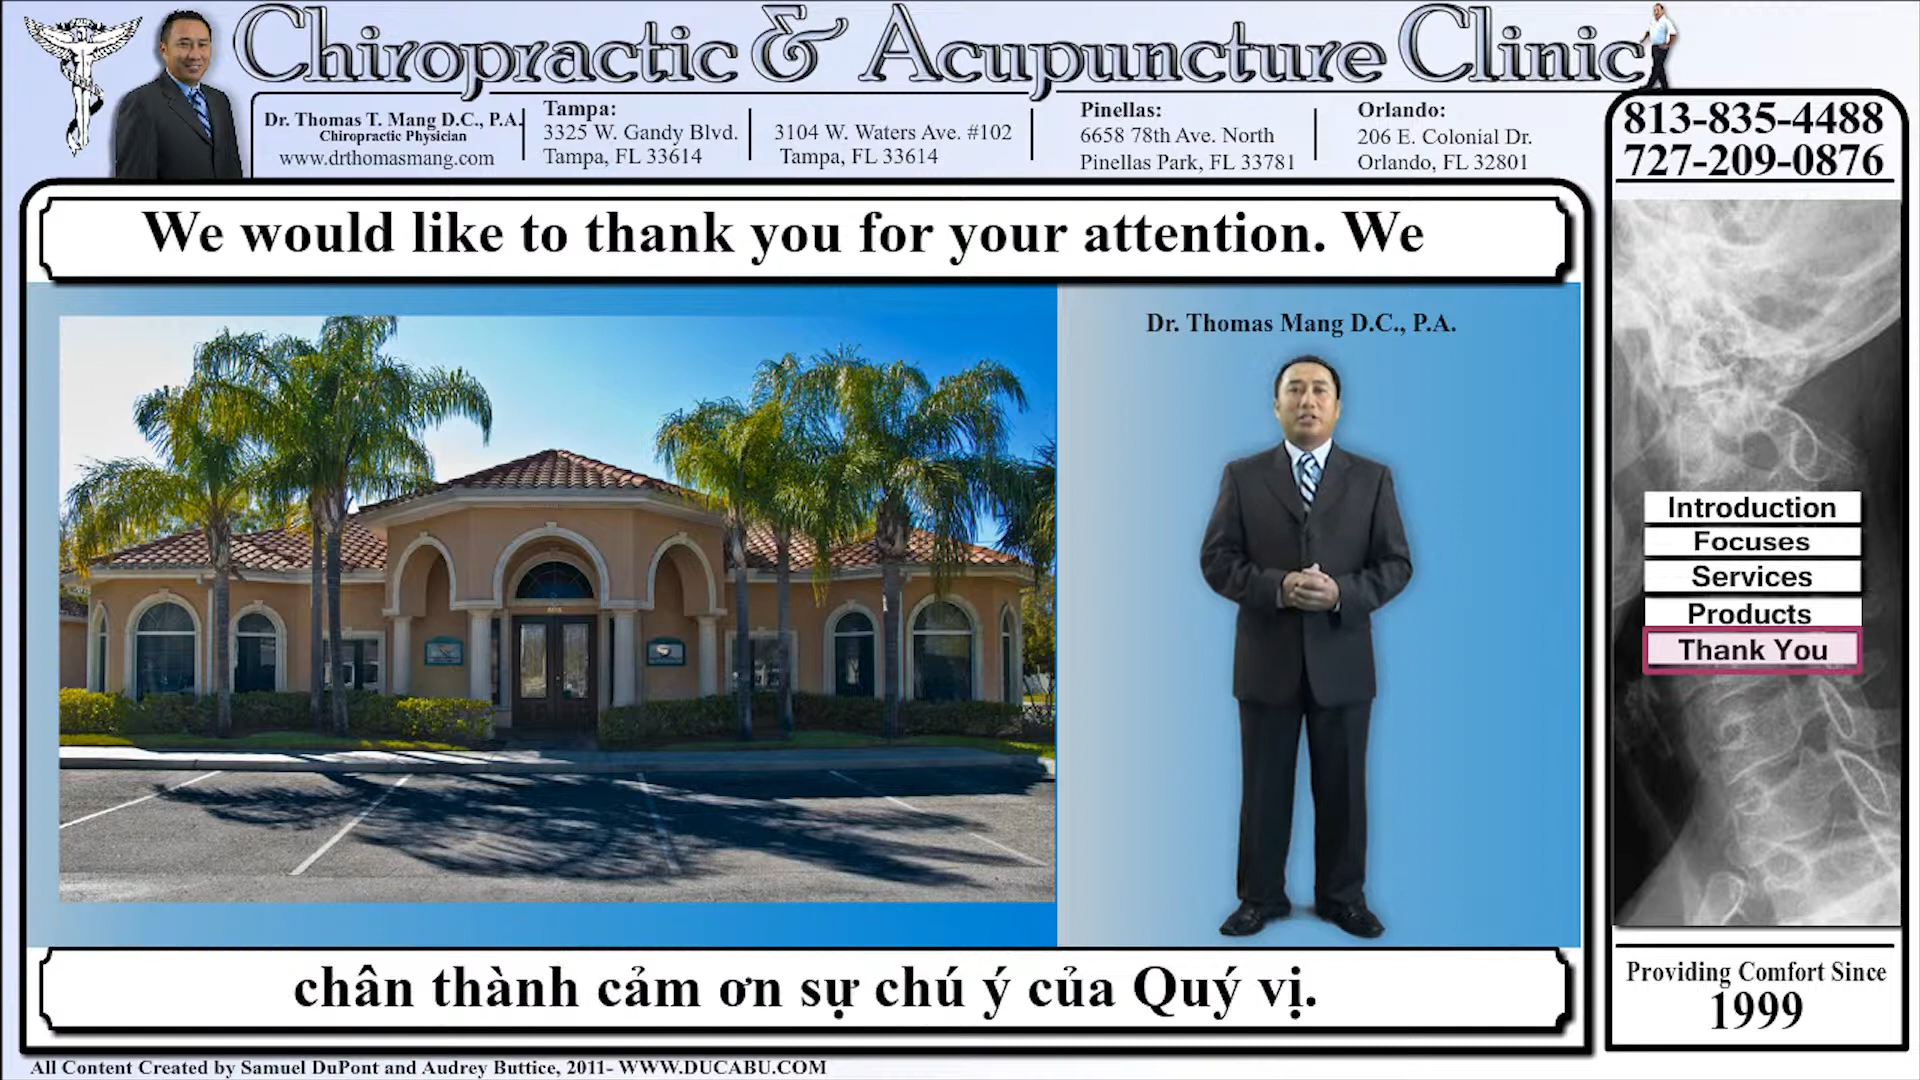 Chiropractic & Acupuncture Clinic
Dr. Thomas T. Mang D.C., P.A.
Chiropractic Physician
www.drthomasmang.com
Tampa:
3325 W. Gandy Blvd.
Tampa, FL 33614
3104 W. Waters Ave. #102
Tampa, FL 33614
Pinellas:
6658 78th Ave. North
Pinellas Park, FL 33781
Orlando:
206 E. Colonial Dr.
Orlando, FL 32801
813-835-4488
727-209-0876
We would like to thank you for your attention. We
Dr. Thomas Mang D.C., P.A.
Introduction
Focuses
Services
Products
Thank You
chân thành cảm ơn sự chú ý của Quý vị.
Providing Comfort Since
1999
All Content Created by Samuel DuPont and Audrey Buttice, 2011- WWW.DUCABU.COM